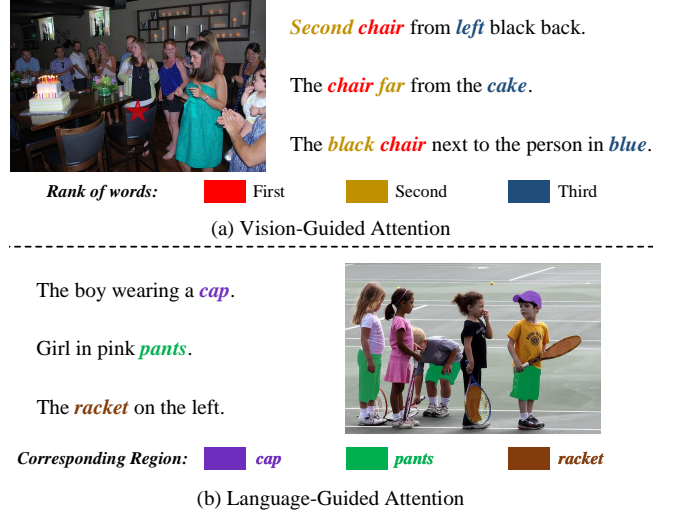 Second chair from left black back.
The chair far from the cake.
The black chair next to the person in blue.
Rank of words: First Second Third
(a) Vision-Guided Attention
The boy wearing a cap.
Girl in pink pants.
The racket on the left.
Corresponding Region: cap pants racket
(b) Language-Guided Attention